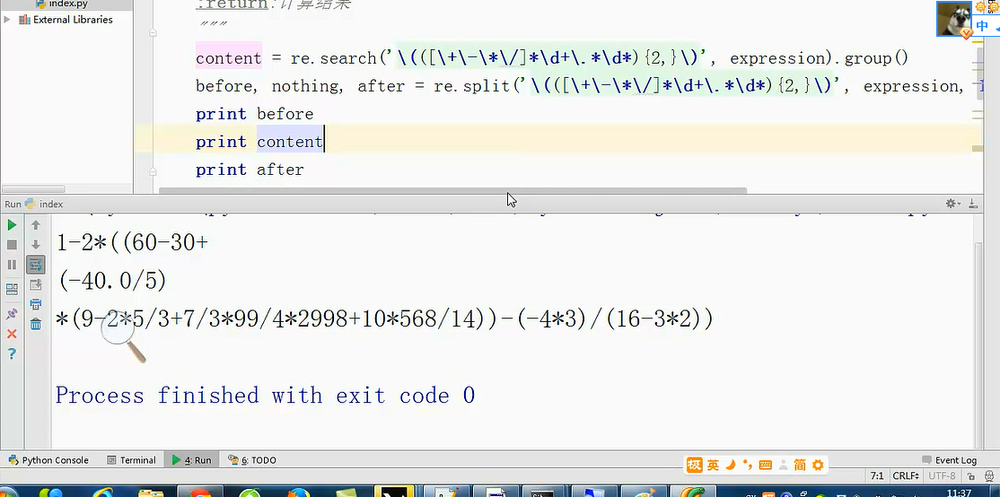 index.py
External Libraries
:return:计算结果
"""
content = re.search('\(([\+\-\*\/]*\d+\.*\d*){2,}\)', expression).group()
before, nothing, after = re.split('\(([\+\-\*\/]*\d+\.*\d*){2,}\)', expression,
print before
print content
print after
Run index
1-2*((60-30+
(-40.0/5)
*(9-2*5/3+7/3*99/4*2998+10*568/14))-(-4*3)/(16-3*2))
Process finished with exit code 0
Python Console Terminal 4: Run 6: TODO Event Log
极 英 简
7:1 CRLF÷ UTF-8
中
11:37